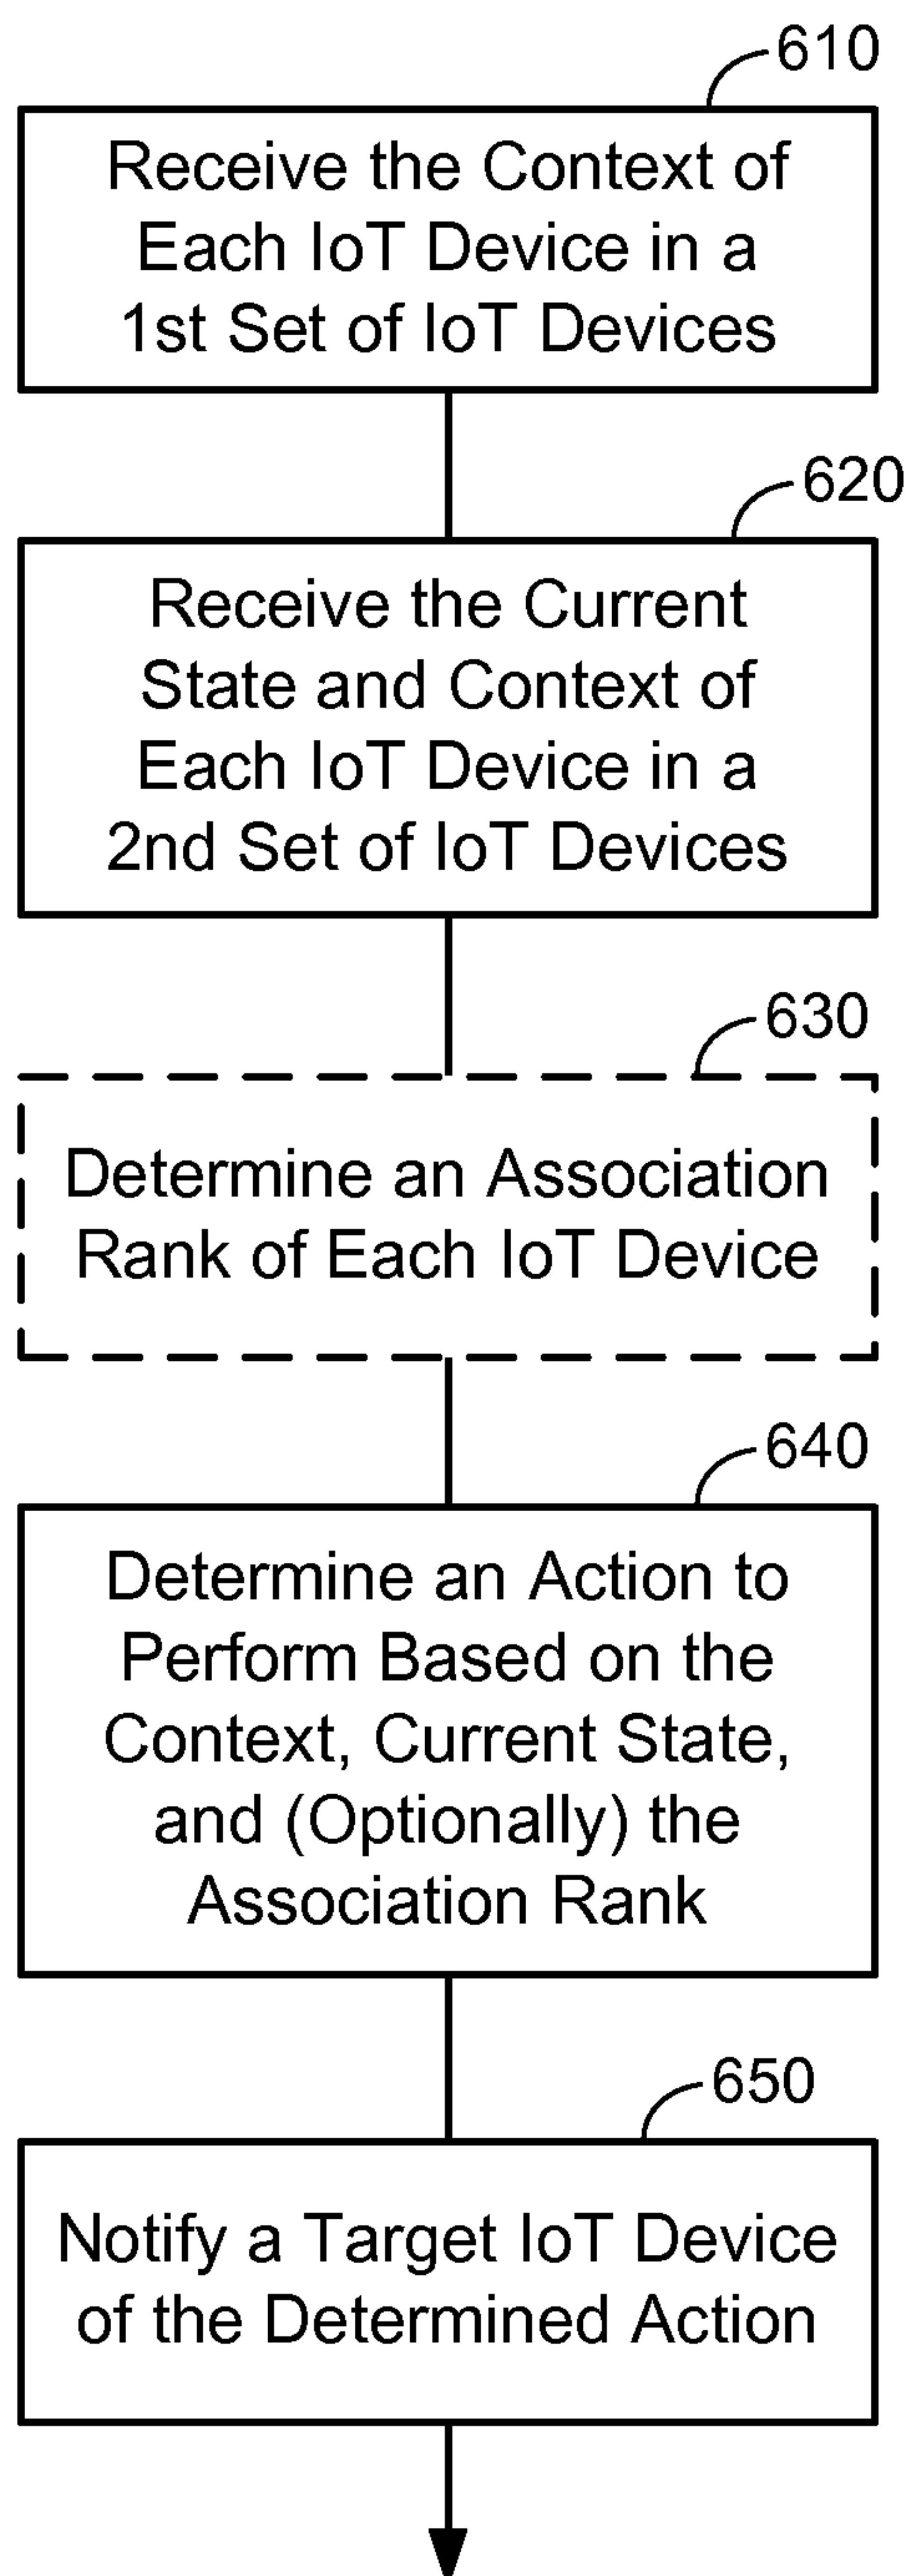 610
Receive the Context of
Each IoT Device in a
1st Set of IoT Devices
620
Receive the Current
State and Context of
Each IoT Device in a
2nd Set of IoT Devices
630
Determine an Association
Rank of Each IoT Device
640
Determine an Action to
Perform Based on the
Context, Current State,
and (Optionally) the
Association Rank
650
Notify a Target IoT Device
of the Determined Action